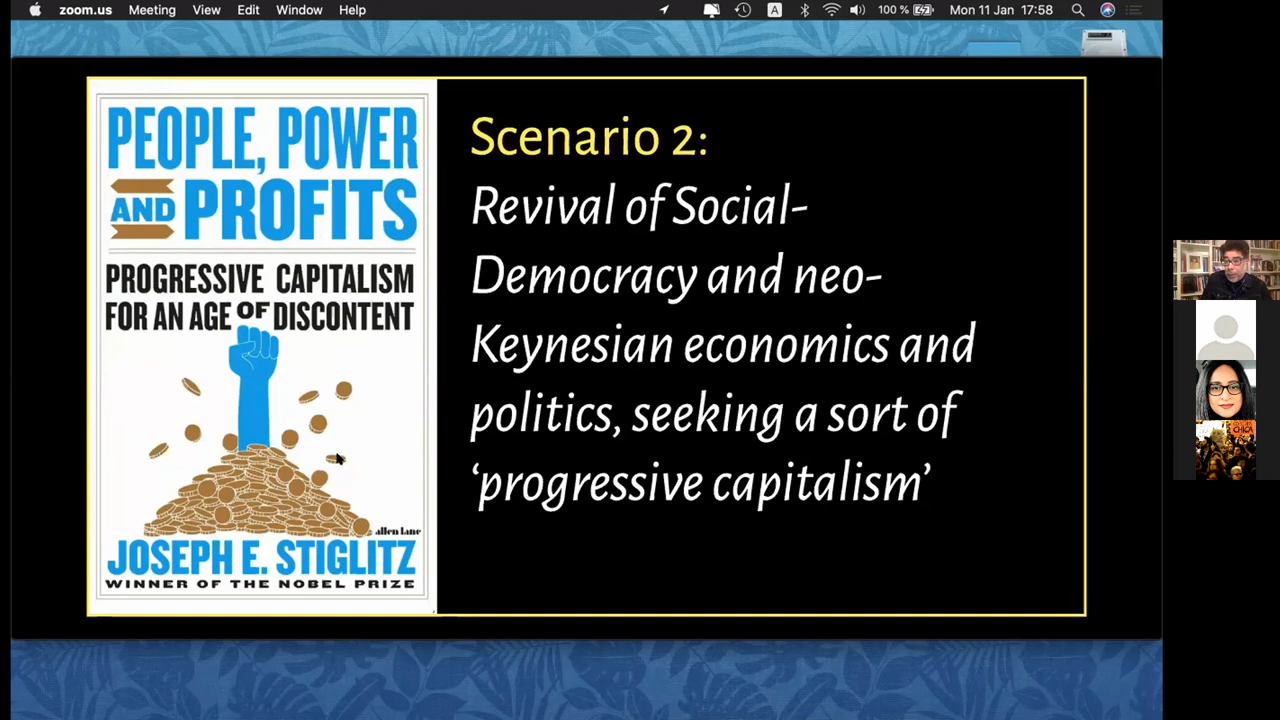 zoom.us Meeting View Edit Window Help
A 100 % Mon 11 Jan 17:58
PEOPLE, POWER
AND PROFITS
PROGRESSIVE CAPITALISM
FOR AN AGE OF DISCONTENT
allen lane
JOSEPH E. STIGLITZ
WINNER OF THE NOBEL PRIZE
Scenario 2:
Revival of Social-
Democracy and neo-
Keynesian economics and
politics, seeking a sort of
‘progressive capitalism’